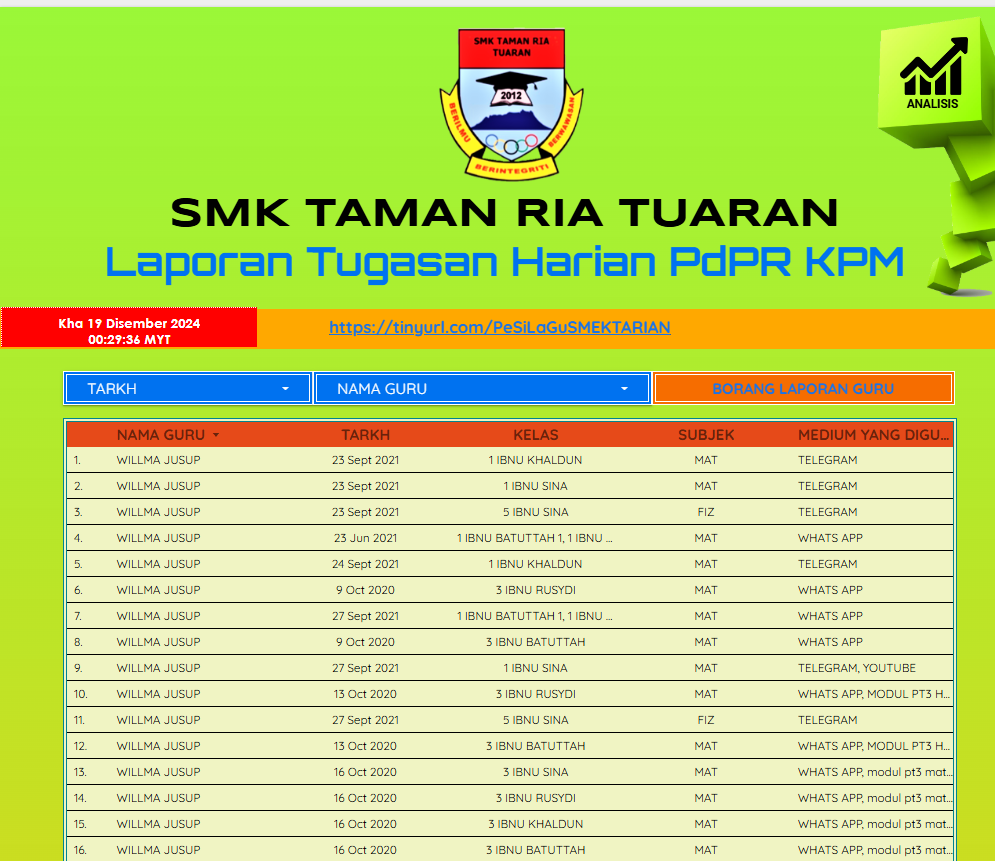 SMK TAMAN RIA
TUARAN
2012
BERILMU
BERWAWASAN
BERINTEGRITI
ANALISIS
SMK TAMAN RIA TUARAN
Laporan Tugasan Harian PdPR KPM
Kha 19 Disember 2024
00:29:36 MYT
https://tinyurl.com/PeSiLaGuSMEKTARIAN
TARKH NAMA GURU BORANG LAPORAN GURU
NAMA GURU TARKH KELAS SUBJEK MEDIUM YANG DIGU...
1. WILLMA JUSUP 23 Sept 2021 1 IBNU KHALDUN MAT TELEGRAM
2. WILLMA JUSUP 23 Sept 2021 1 IBNU SINA MAT TELEGRAM
3. WILLMA JUSUP 23 Sept 2021 5 IBNU SINA FIZ TELEGRAM
4. WILLMA JUSUP 23 Jun 2021 1 IBNU BATUTTAH 1, 1 IBNU ... MAT WHATS APP
5. WILLMA JUSUP 24 Sept 2021 1 IBNU KHALDUN MAT TELEGRAM
6. WILLMA JUSUP 9 Oct 2020 3 IBNU RUSYDI MAT WHATS APP
7. WILLMA JUSUP 27 Sept 2021 1 IBNU BATUTTAH 1, 1 IBNU ... MAT WHATS APP
8. WILLMA JUSUP 9 Oct 2020 3 IBNU BATUTTAH MAT WHATS APP
9. WILLMA JUSUP 27 Sept 2021 1 IBNU SINA MAT TELEGRAM, YOUTUBE
10. WILLMA JUSUP 13 Oct 2020 3 IBNU RUSYDI MAT WHATS APP, MODUL PT3 H...
11. WILLMA JUSUP 27 Sept 2021 5 IBNU SINA FIZ TELEGRAM
12. WILLMA JUSUP 13 Oct 2020 3 IBNU BATUTTAH MAT WHATS APP, MODUL PT3 H...
13. WILLMA JUSUP 16 Oct 2020 3 IBNU SINA MAT WHATS APP, modul pt3 mat...
14. WILLMA JUSUP 16 Oct 2020 3 IBNU RUSYDI MAT WHATS APP, modul pt3 mat...
15. WILLMA JUSUP 16 Oct 2020 3 IBNU KHALDUN MAT WHATS APP, modul pt3 mat...
16. WILLMA JUSUP 16 Oct 2020 3 IBNU BATUTTAH MAT WHATS APP, modul pt3 mat...